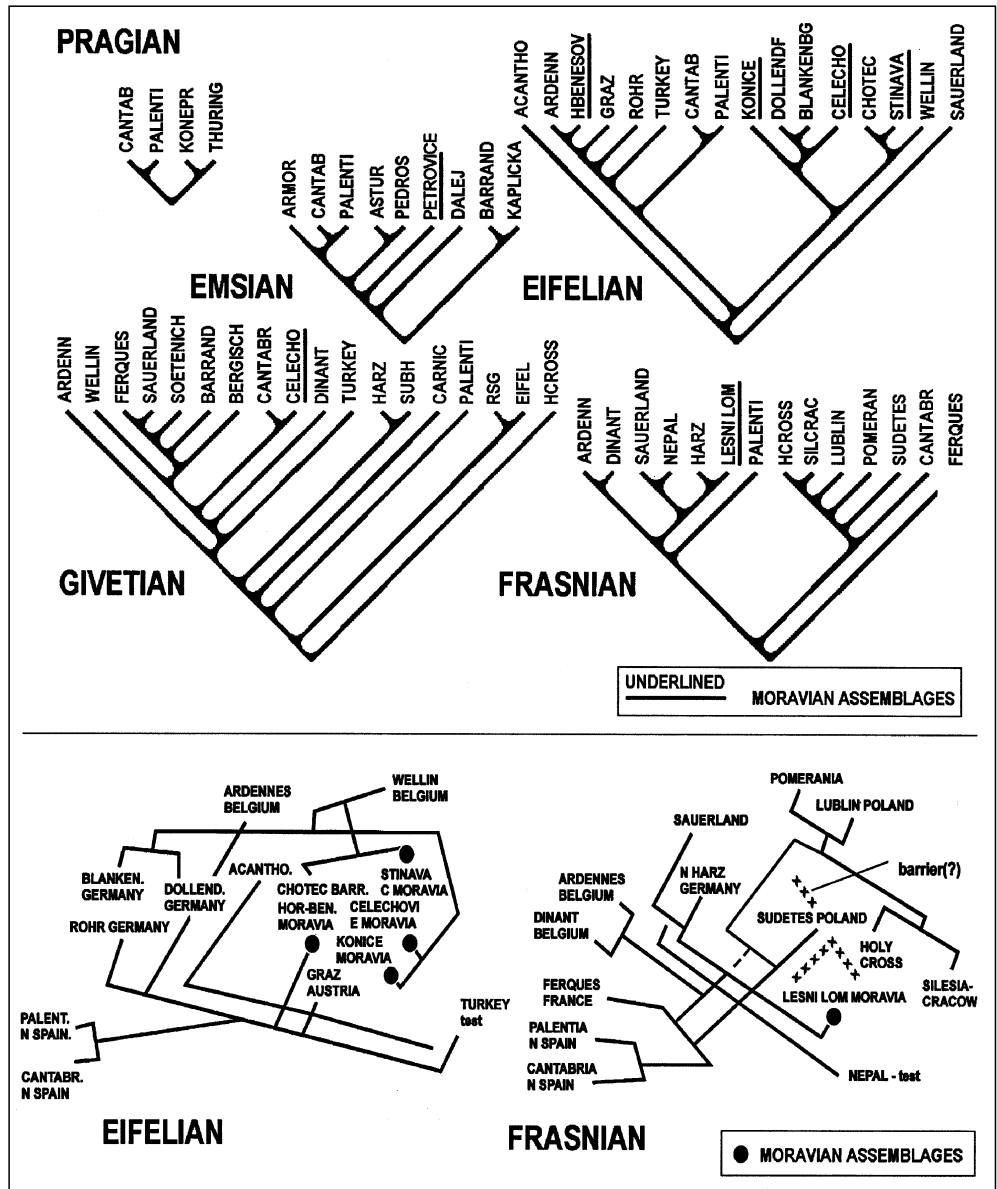 PRAGIAN
CANTAB
PALENTI
KONEPR
THURING
ARMOR
CANTAB
PALENTI
ASTUR
PEDROS
PETROVICE
DALEJ
BARRAND
KAPLICKA
EMSIAN
ACANTHO
ARDENN
HBENESOV
GRAZ
ROHR
TURKEY
CANTAB
PALENTI
KONICE
DOLLENDF
BLANKENBG
CELECHO
CHOTEC
STINAVA
WELLIN
SAUERLAND
EIFELIAN
ARDENN
WELLIN
FERQUES
SAUERLAND
SOETENICH
BARRAND
BERGISCH
CANTABR
CELECHO
DINANT
TURKEY
HARZ
SUBH
CARNIC
PALENTI
RSG
EIFEL
HCROSS
GIVETIAN
ARDENN
DINANT
SAUERLAND
NEPAL
HARZ
LESNI LOM
PALENTI
HCROSS
SILCRAC
LUBLIN
POMERAN
SUDETES
CANTABR
FERQUES
FRASNIAN
UNDERLINED
MORAVIAN ASSEMBLAGES
ARDENNES
BELGIUM
WELLIN
BELGIUM
BLANKEN.
GERMANY
DOLLEND.
GERMANY
ACANTHO.
STINAVA
C MORAVIA
CHOTEC BARR.
HOR-BEN.
MORAVIA
CELECHOVI
E MORAVIA
ROHR GERMANY
KONICE
MORAVIA
GRAZ
AUSTRIA
TURKEY
test
PALENT.
N SPAIN.
CANTABR.
N SPAIN
EIFELIAN
POMERANIA
LUBLIN POLAND
SAUERLAND
barrier(?)
N HARZ
GERMANY
ARDENNES
BELGIUM
DINANT
BELGIUM
SUDETES POLAND
HOLY
CROSS
SILESIA-
CRACOW
LESNI LOM MORAVIA
FERQUES
FRANCE
PALENTIA
N SPAIN
CANTABRIA
N SPAIN
NEPAL - test
FRASNIAN
MORAVIAN ASSEMBLAGES